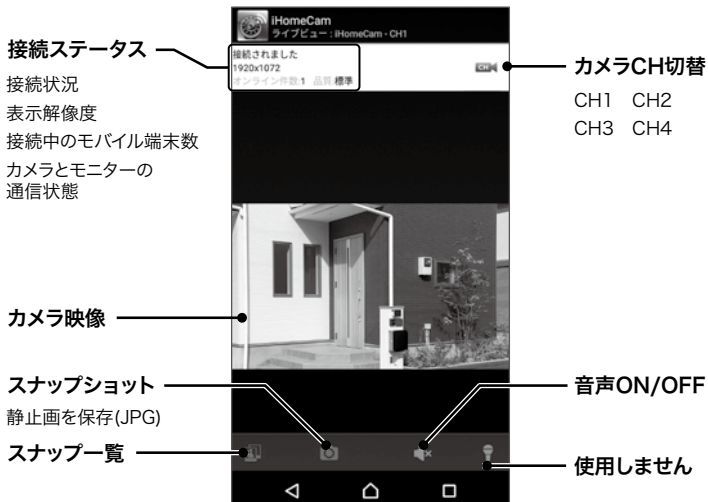 iHomeCam
ライブビュー : iHomeCam - CH1
接続されました
1920x1072
オンライン件数:1 品質:標準
CH
接続ステータス
接続状況
表示解像度
接続中のモバイル端末数
カメラとモニターの
通信状態
カメラ映像
スナップショット
静止画を保存(JPG)
スナップ一覧
カメラCH切替
CH1 CH2
CH3 CH4
音声ON/OFF
使用しません